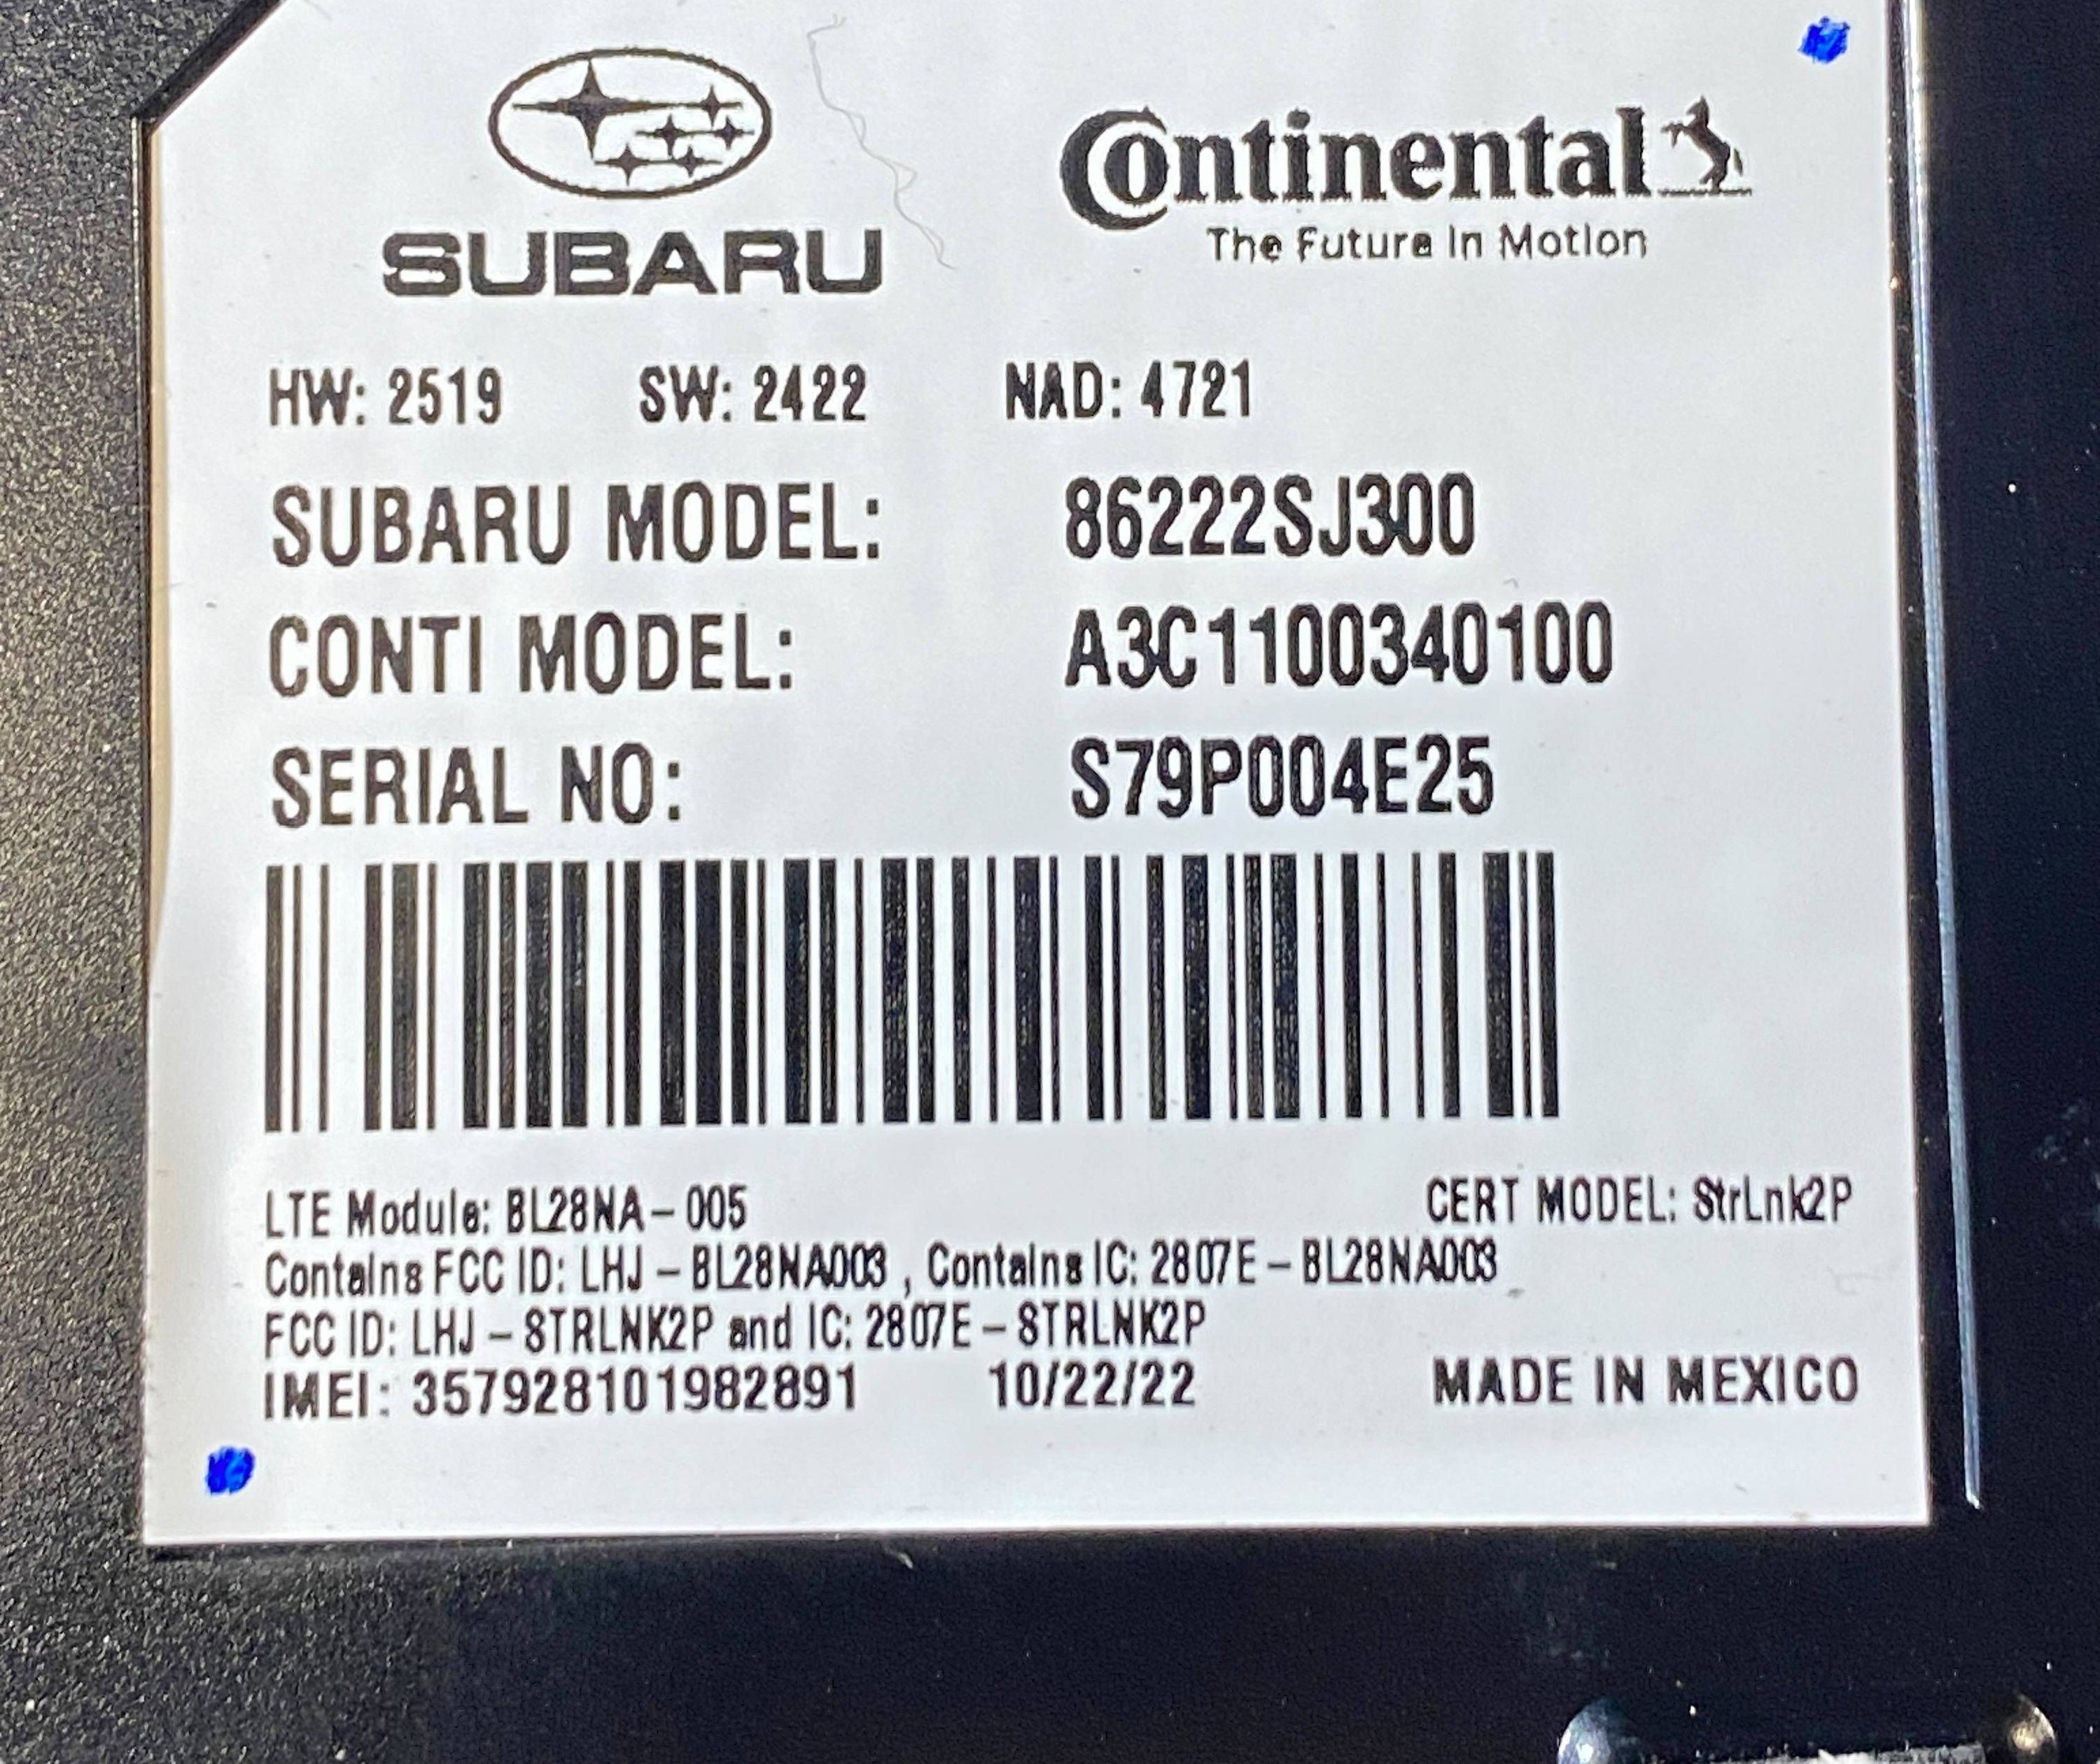 SUBARU
Continental
The Future in Motion
HW: 2519 SW: 2422 NAD: 4721
SUBARU MODEL: 86222SJ300
CONTI MODEL: A3C1100340100
SERIAL NO: S79P004E25
LTE Module: BL28NA-005 CERT MODEL: StrLnk2P
Contains FCC ID: LHJ-BL28NA003, Contains IC: 2807E-BL28NA003
FCC ID: LHJ-STRLNK2P and IC: 2807E-STRLNK2P
IMEI: 357928101982891 10/22/22 MADE IN MEXICO